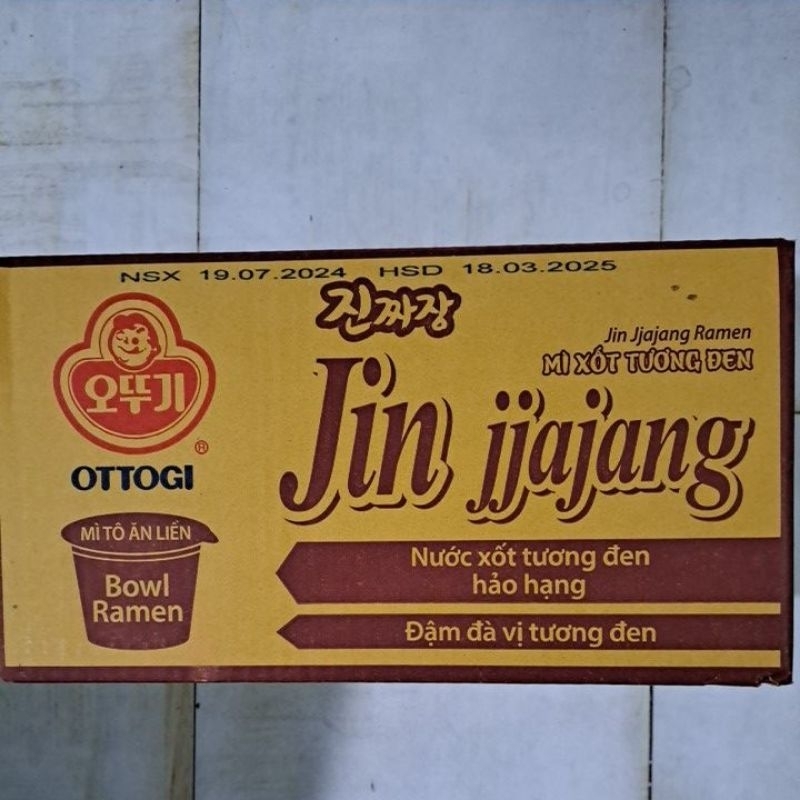 NSX 19.07.2024 HSD 18.03.2025
오뚜기
®
OTTOGI
MÌ TÔ ĂN LIỀN
Bowl
Ramen
진짜장
Jin Jjajang Ramen
MÌ XỐT TƯƠNG ĐEN
Jin jjajang
Nước xốt tương đen
hảo hạng
Đậm đà vị tương đen